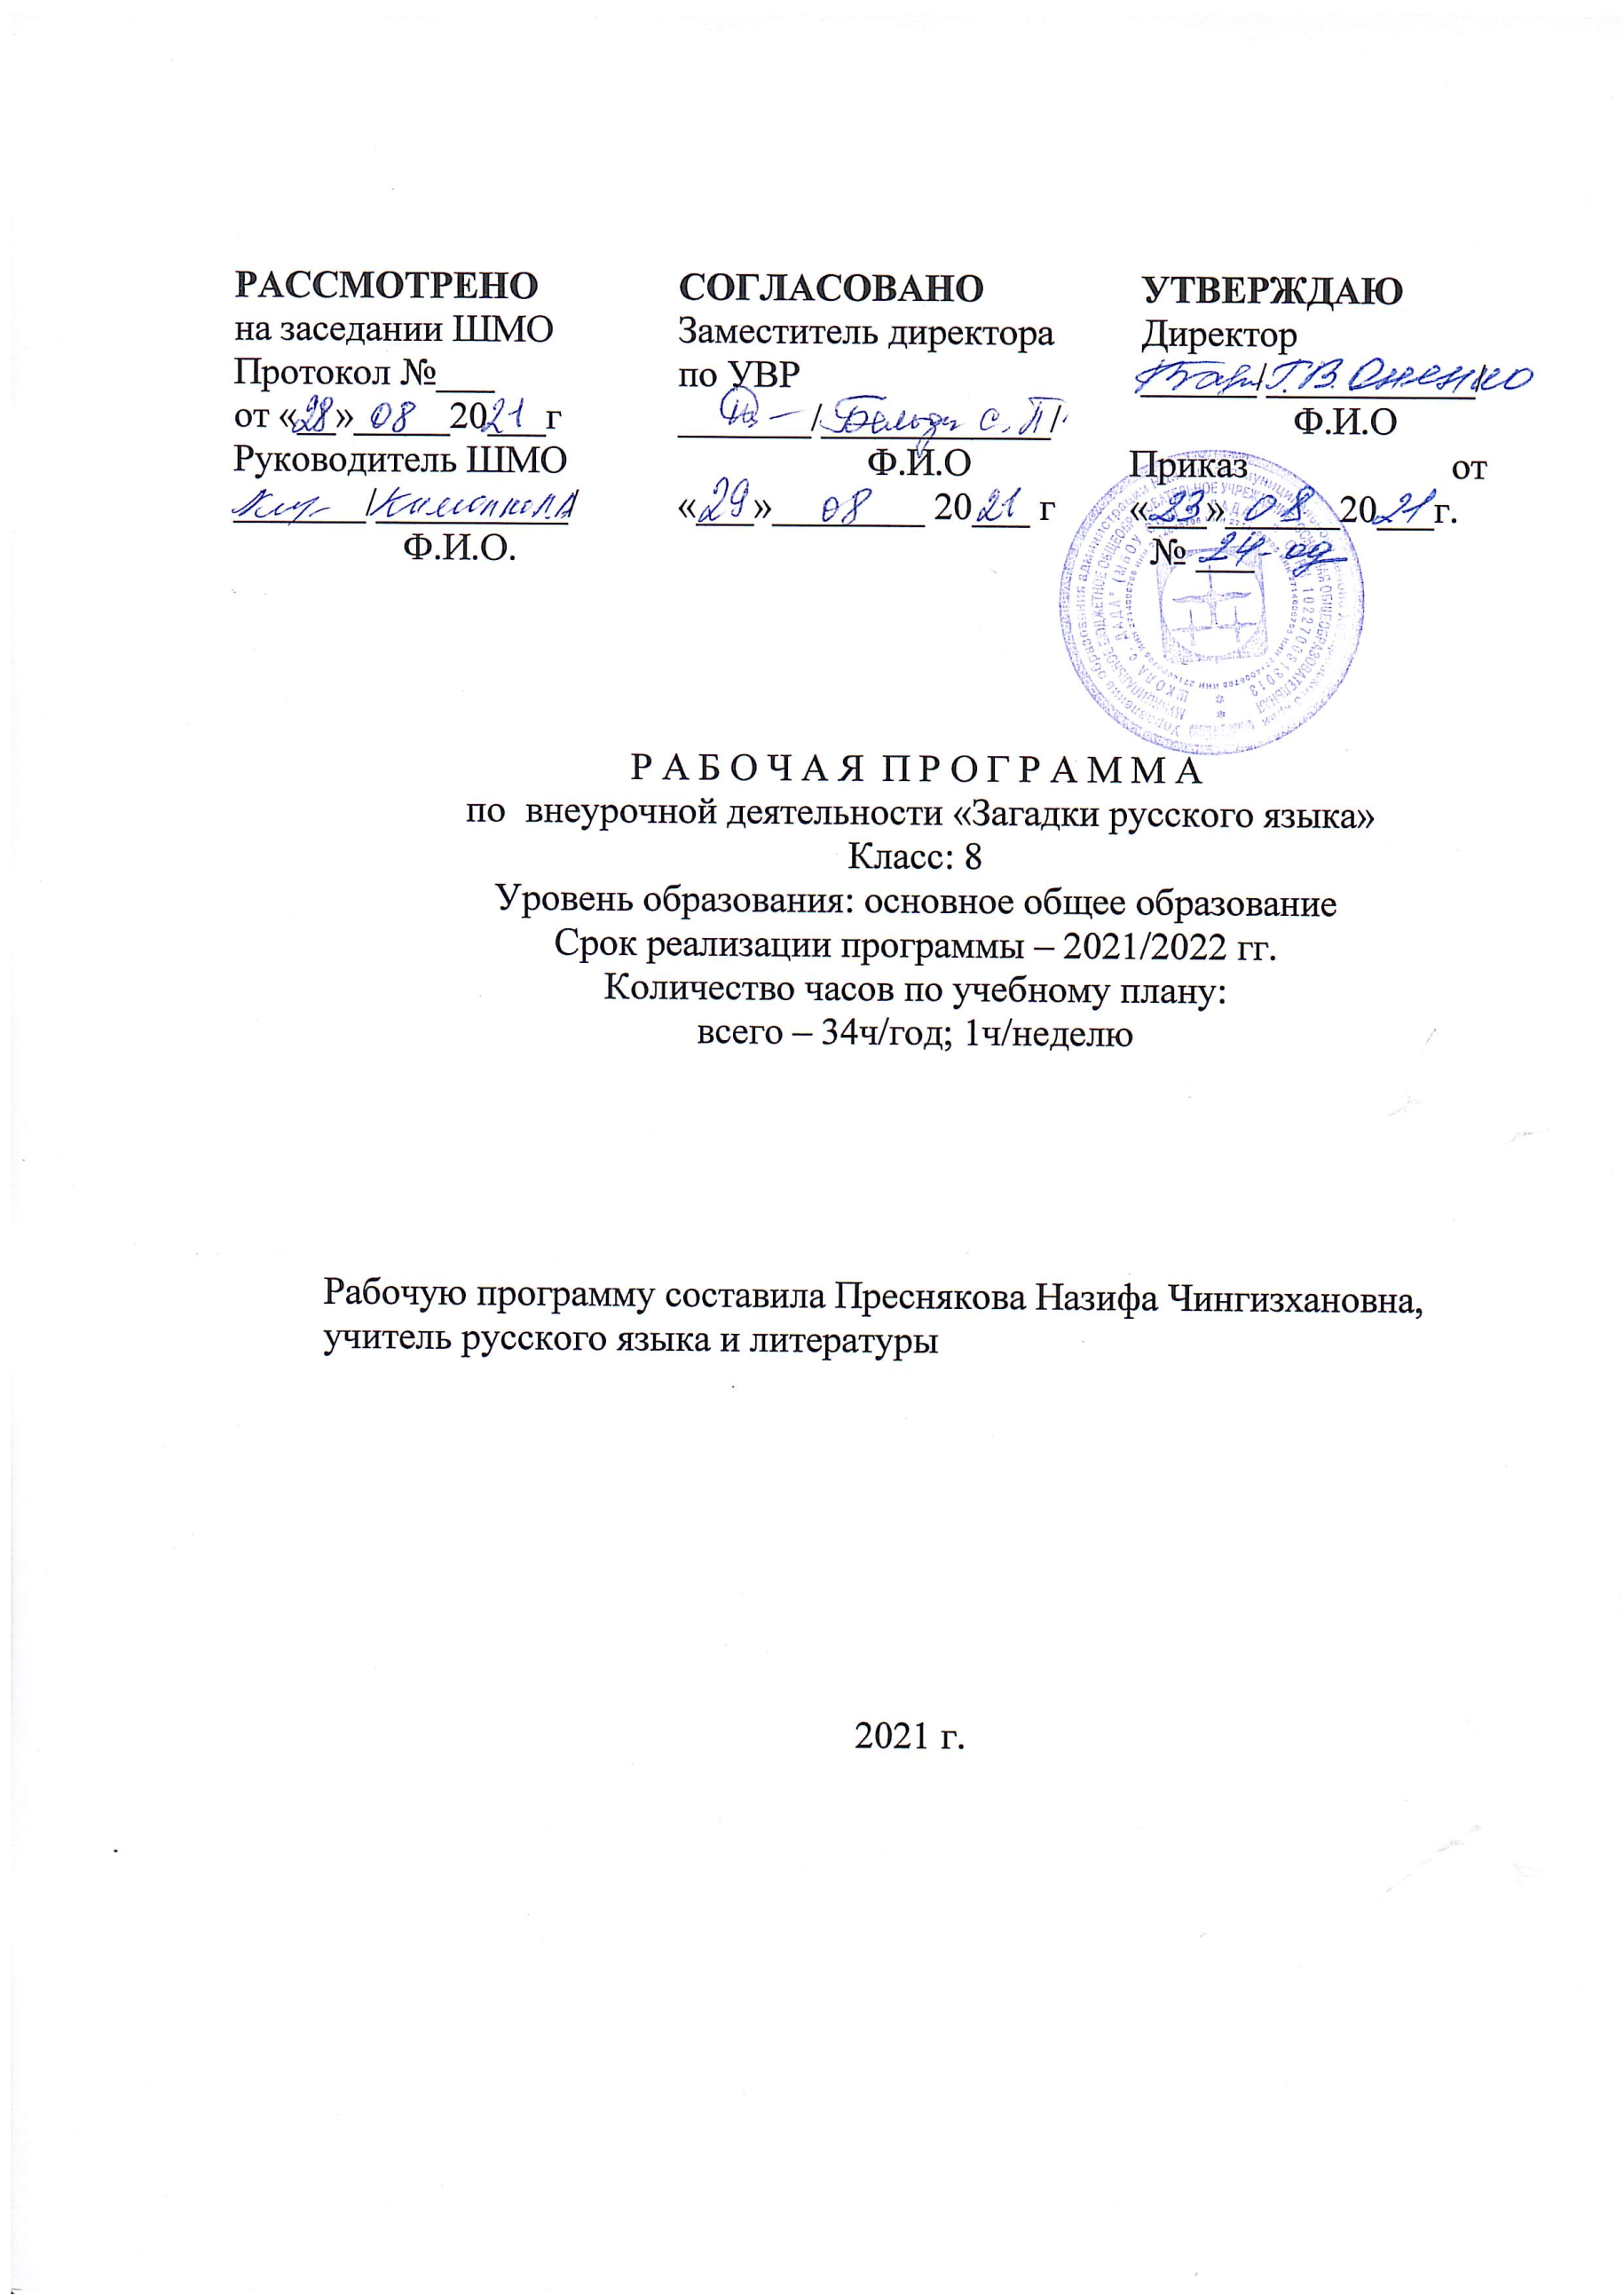 РАССМОТРЕНО
на заседании ШМО
Протокол №___
от «28» 08 2021 г
Руководитель ШМО
/
Ф.И.О.
СОГЛАСОВАНО
Заместитель директора
по УВР
/ Бельды С.П/
Ф.И.О
«29» 08 2021 г
УТВЕРЖДАЮ
Директор
/ Г.В. Оненко
Ф.И.О
Приказ от
«23» 08 2021 г.
№ 24-од
Р А Б О Ч А Я П Р О Г Р А М М А
по внеурочной деятельности «Загадки русского языка»
Класс: 8
Уровень образования: основное общее образование
Срок реализации программы – 2021/2022 гг.
Количество часов по учебному плану:
всего – 34ч/год; 1ч/неделю
Рабочую программу составила Преснякова Назифа Чингизхановна,
учитель русского языка и литературы
2021 г.